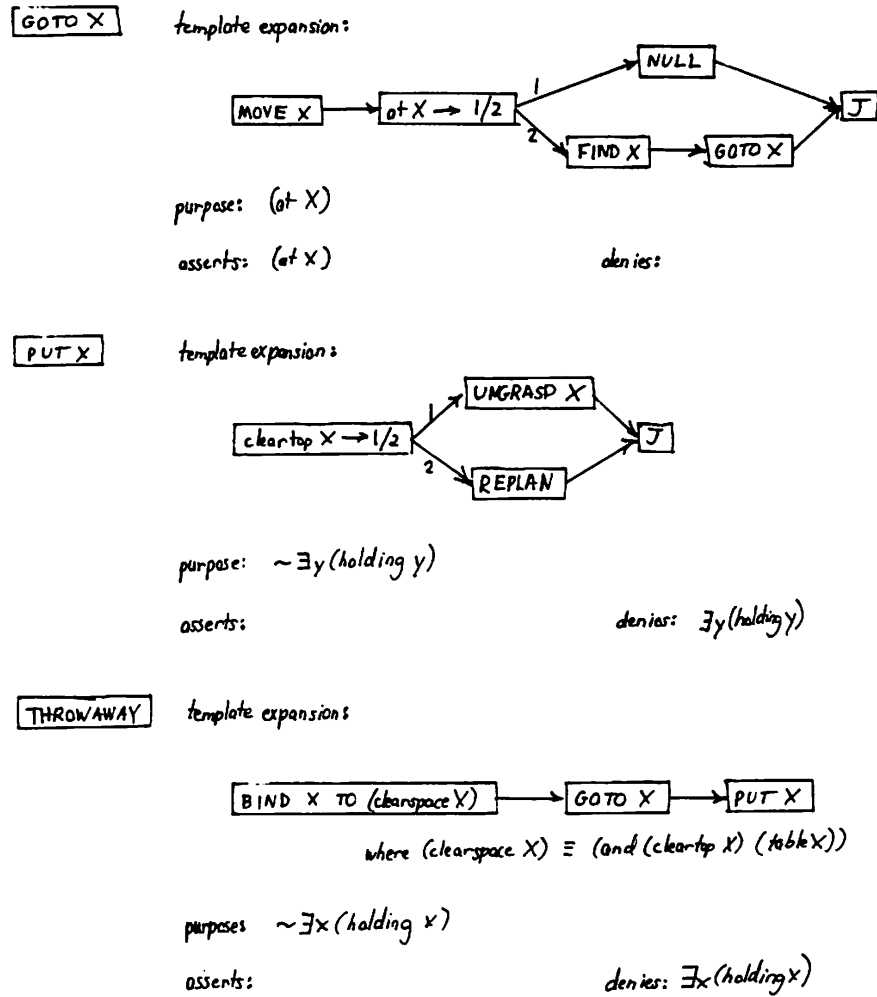 GOTO X template expansion:
NULL
1
MOVE X at X → 1/2 J
2
FIND X GOTO X
purpose: (at X)
asserts: (at X) denies:
PUT X template expansion:
UNGRASP X
1
cleartop X → 1/2 J
2
REPLAN
purpose: ~∃y(holding y)
asserts: denies: ∃y(holding y)
THROWAWAY template expansion:
BIND X TO (clearspace X) GOTO X PUT X
where (clearspace X) ≡ (and (cleartop X) (table X))
purpose: ~∃x(holding x)
asserts: denies: ∃x(holding x)